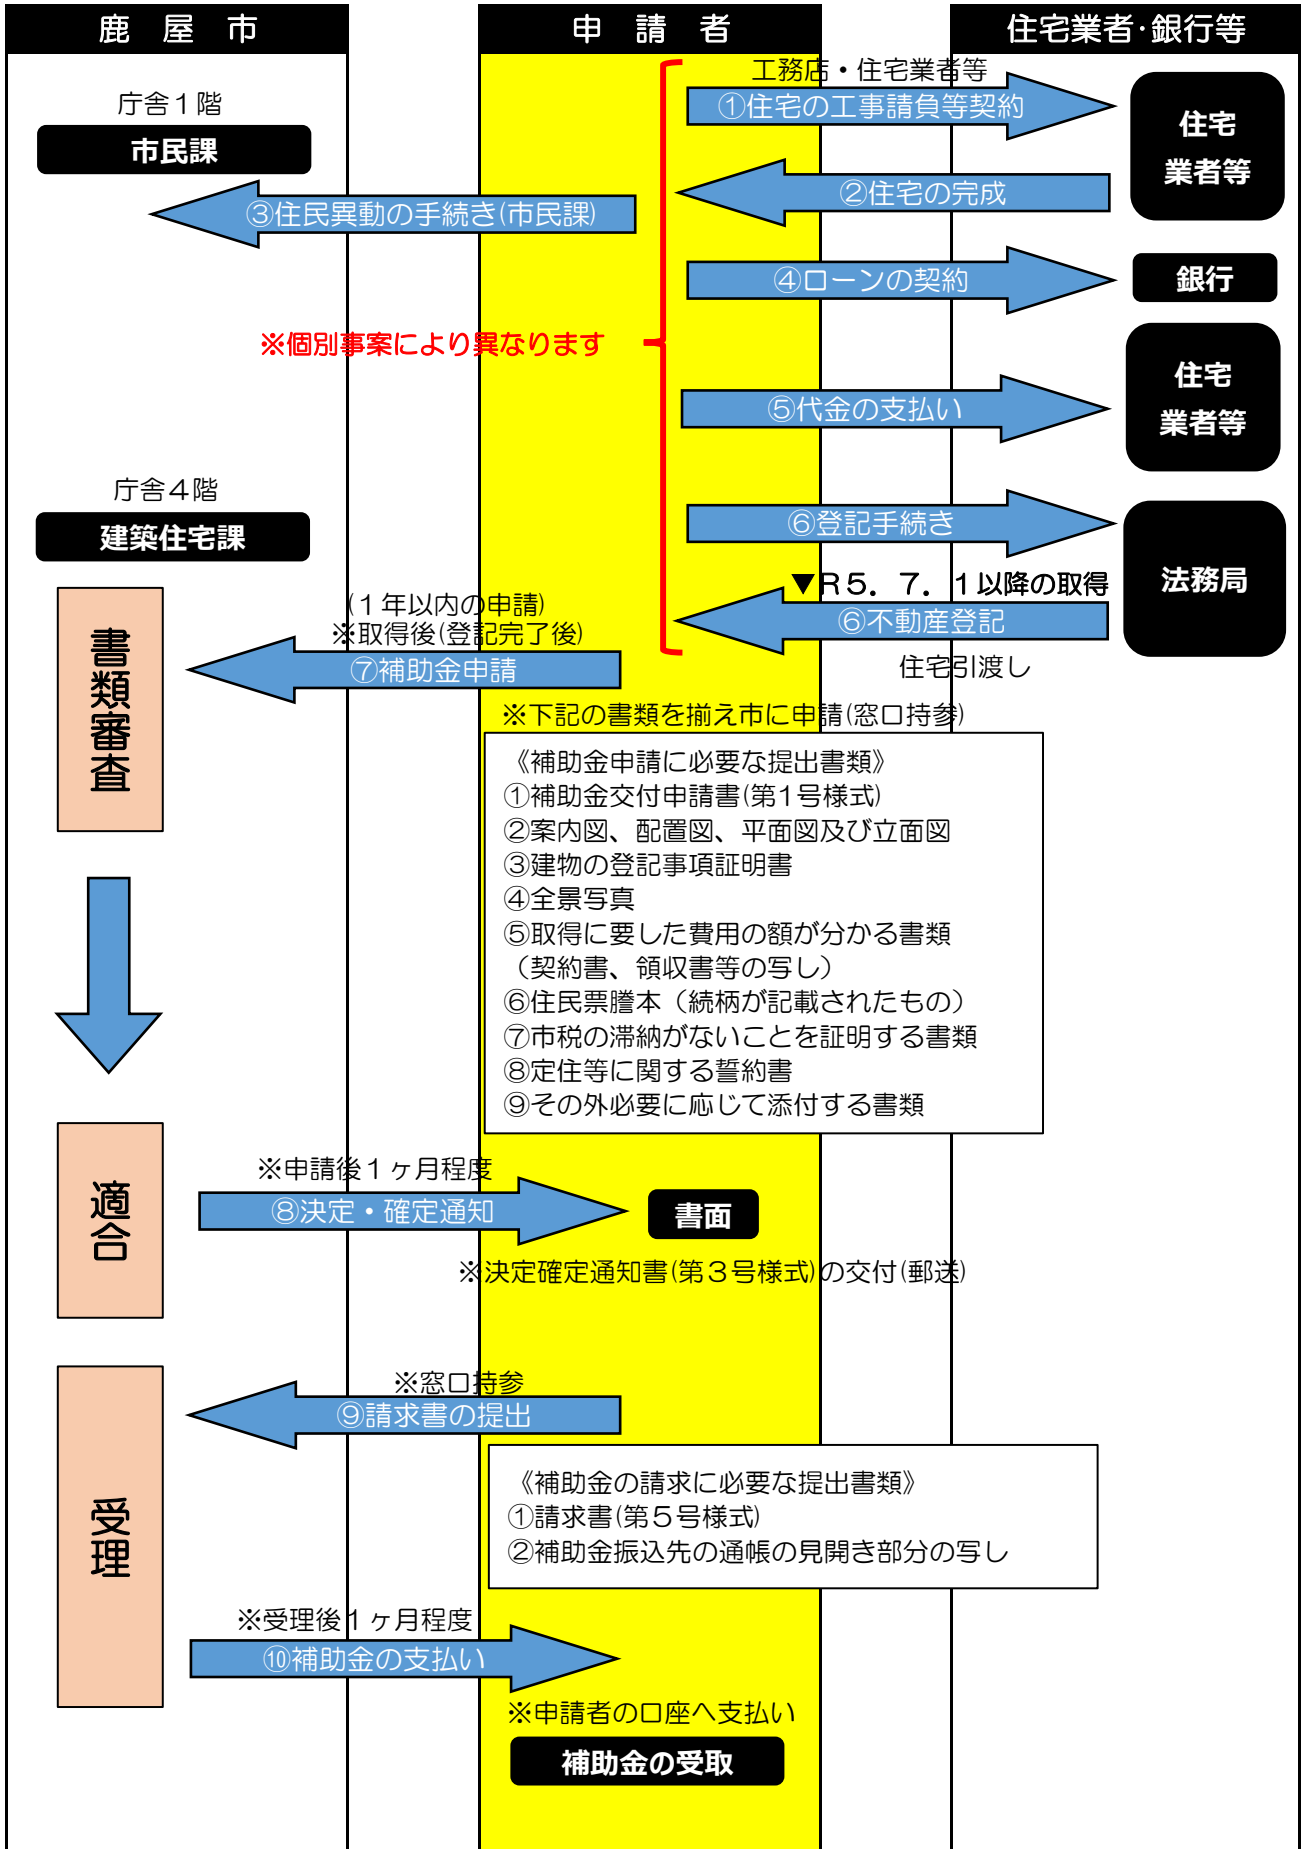 鹿屋市
申請者
住宅業者・銀行等
庁舎１階
市民課
工務店・住宅業者等
①住宅の工事請負等契約
住宅
業者等
②住宅の完成
③住民異動の手続き(市民課)
④ローンの契約
銀行
※個別事案により異なります
⑤代金の支払い
住宅
業者等
庁舎４階
建築住宅課
⑥登記手続き
法務局
▼R５．７．１以降の取得
⑥不動産登記
住宅引渡し
(１年以内の申請)
※取得後(登記完了後)
⑦補助金申請
書類審査
※下記の書類を揃え市に申請(窓口持参)
《補助金申請に必要な提出書類》
①補助金交付申請書(第1号様式)
②案内図、配置図、平面図及び立面図
③建物の登記事項証明書
④全景写真
⑤取得に要した費用の額が分かる書類
（契約書、領収書等の写し）
⑥住民票謄本（続柄が記載されたもの）
⑦市税の滞納がないことを証明する書類
⑧定住等に関する誓約書
⑨その外必要に応じて添付する書類
適合
※申請後１ヶ月程度
⑧決定・確定通知
書面
※決定確定通知書(第３号様式)の交付(郵送)
受理
※窓口持参
⑨請求書の提出
《補助金の請求に必要な提出書類》
①請求書(第５号様式)
②補助金振込先の通帳の見開き部分の写し
※受理後１ヶ月程度
⑩補助金の支払い
※申請者の口座へ支払い
補助金の受取